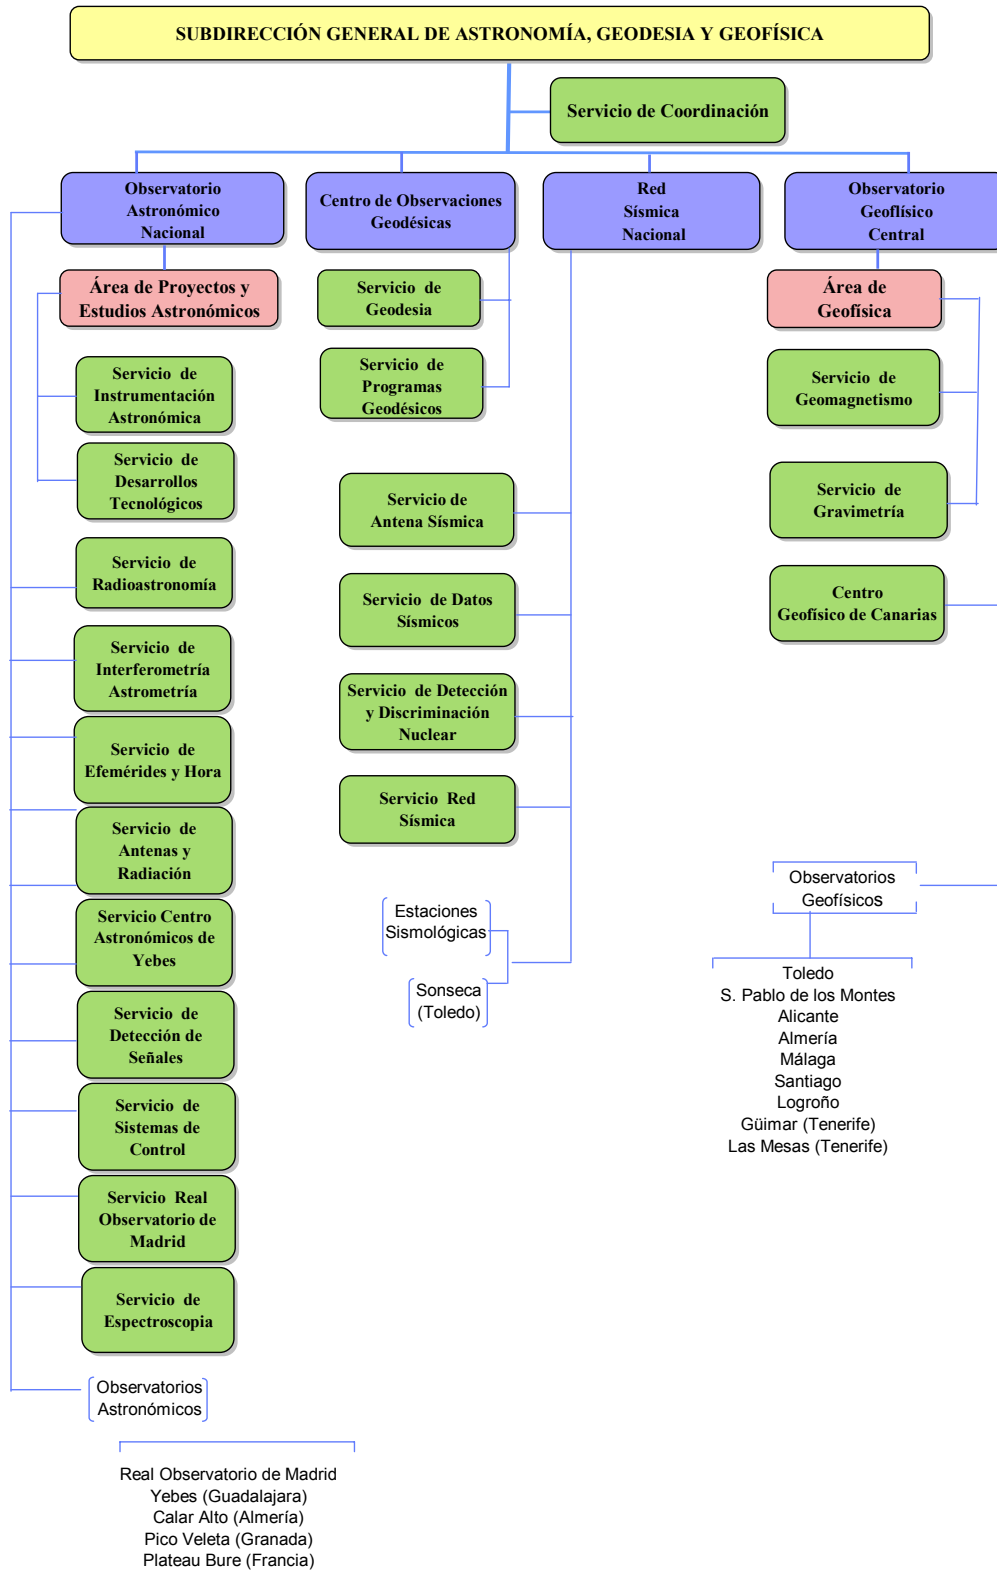 SUBDIRECCIÓN GENERAL DE ASTRONOMÍA, GEODESIA Y GEOFÍSICA
Servicio de Coordinación
Observatorio
Astronómico
Nacional
Centro de Observaciones
Geodésicas
Red
Sísmica
Nacional
Observatorio
Geoflísico
Central
Área de Proyectos y
Estudios Astronómicos
Servicio de
Instrumentación
Astronómica
Servicio de
Desarrollos
Tecnológicos
Servicio de
Radioastronomía
Servicio de
Interferometría
Astrometría
Servicio de
Efemérides y Hora
Servicio de
Antenas y
Radiación
Servicio Centro
Astronómicos de
Yebes
Servicio de
Detección de
Señales
Servicio de
Sistemas de
Control
Servicio Real
Observatorio de
Madrid
Servicio de
Espectroscopia
Observatorios
Astronómicos
Real Observatorio de Madrid
Yebes (Guadalajara)
Calar Alto (Almería)
Pico Veleta (Granada)
Plateau Bure (Francia)
Servicio de
Geodesia
Servicio de
Programas
Geodésicos
Servicio de
Antena Sísmica
Servicio de Datos
Sísmicos
Servicio de Detección
y Discriminación
Nuclear
Servicio Red
Sísmica
Estaciones
Sismológicas
Sonseca
(Toledo)
Área de
Geofísica
Servicio de
Geomagnetismo
Servicio de
Gravimetría
Centro
Geofísico de Canarias
Observatorios
Geofísicos
Toledo
S. Pablo de los Montes
Alicante
Almería
Málaga
Santiago
Logroño
Güimar (Tenerife)
Las Mesas (Tenerife)